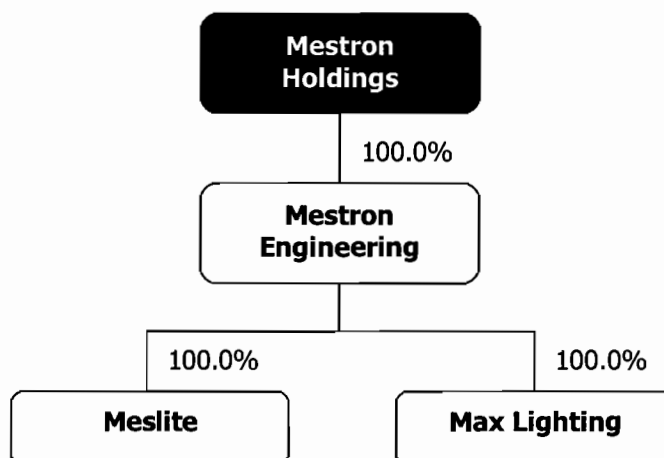 Mestron
Holdings
100.0%
Mestron
Engineering
100.0%
100.0%
Meslite
Max Lighting